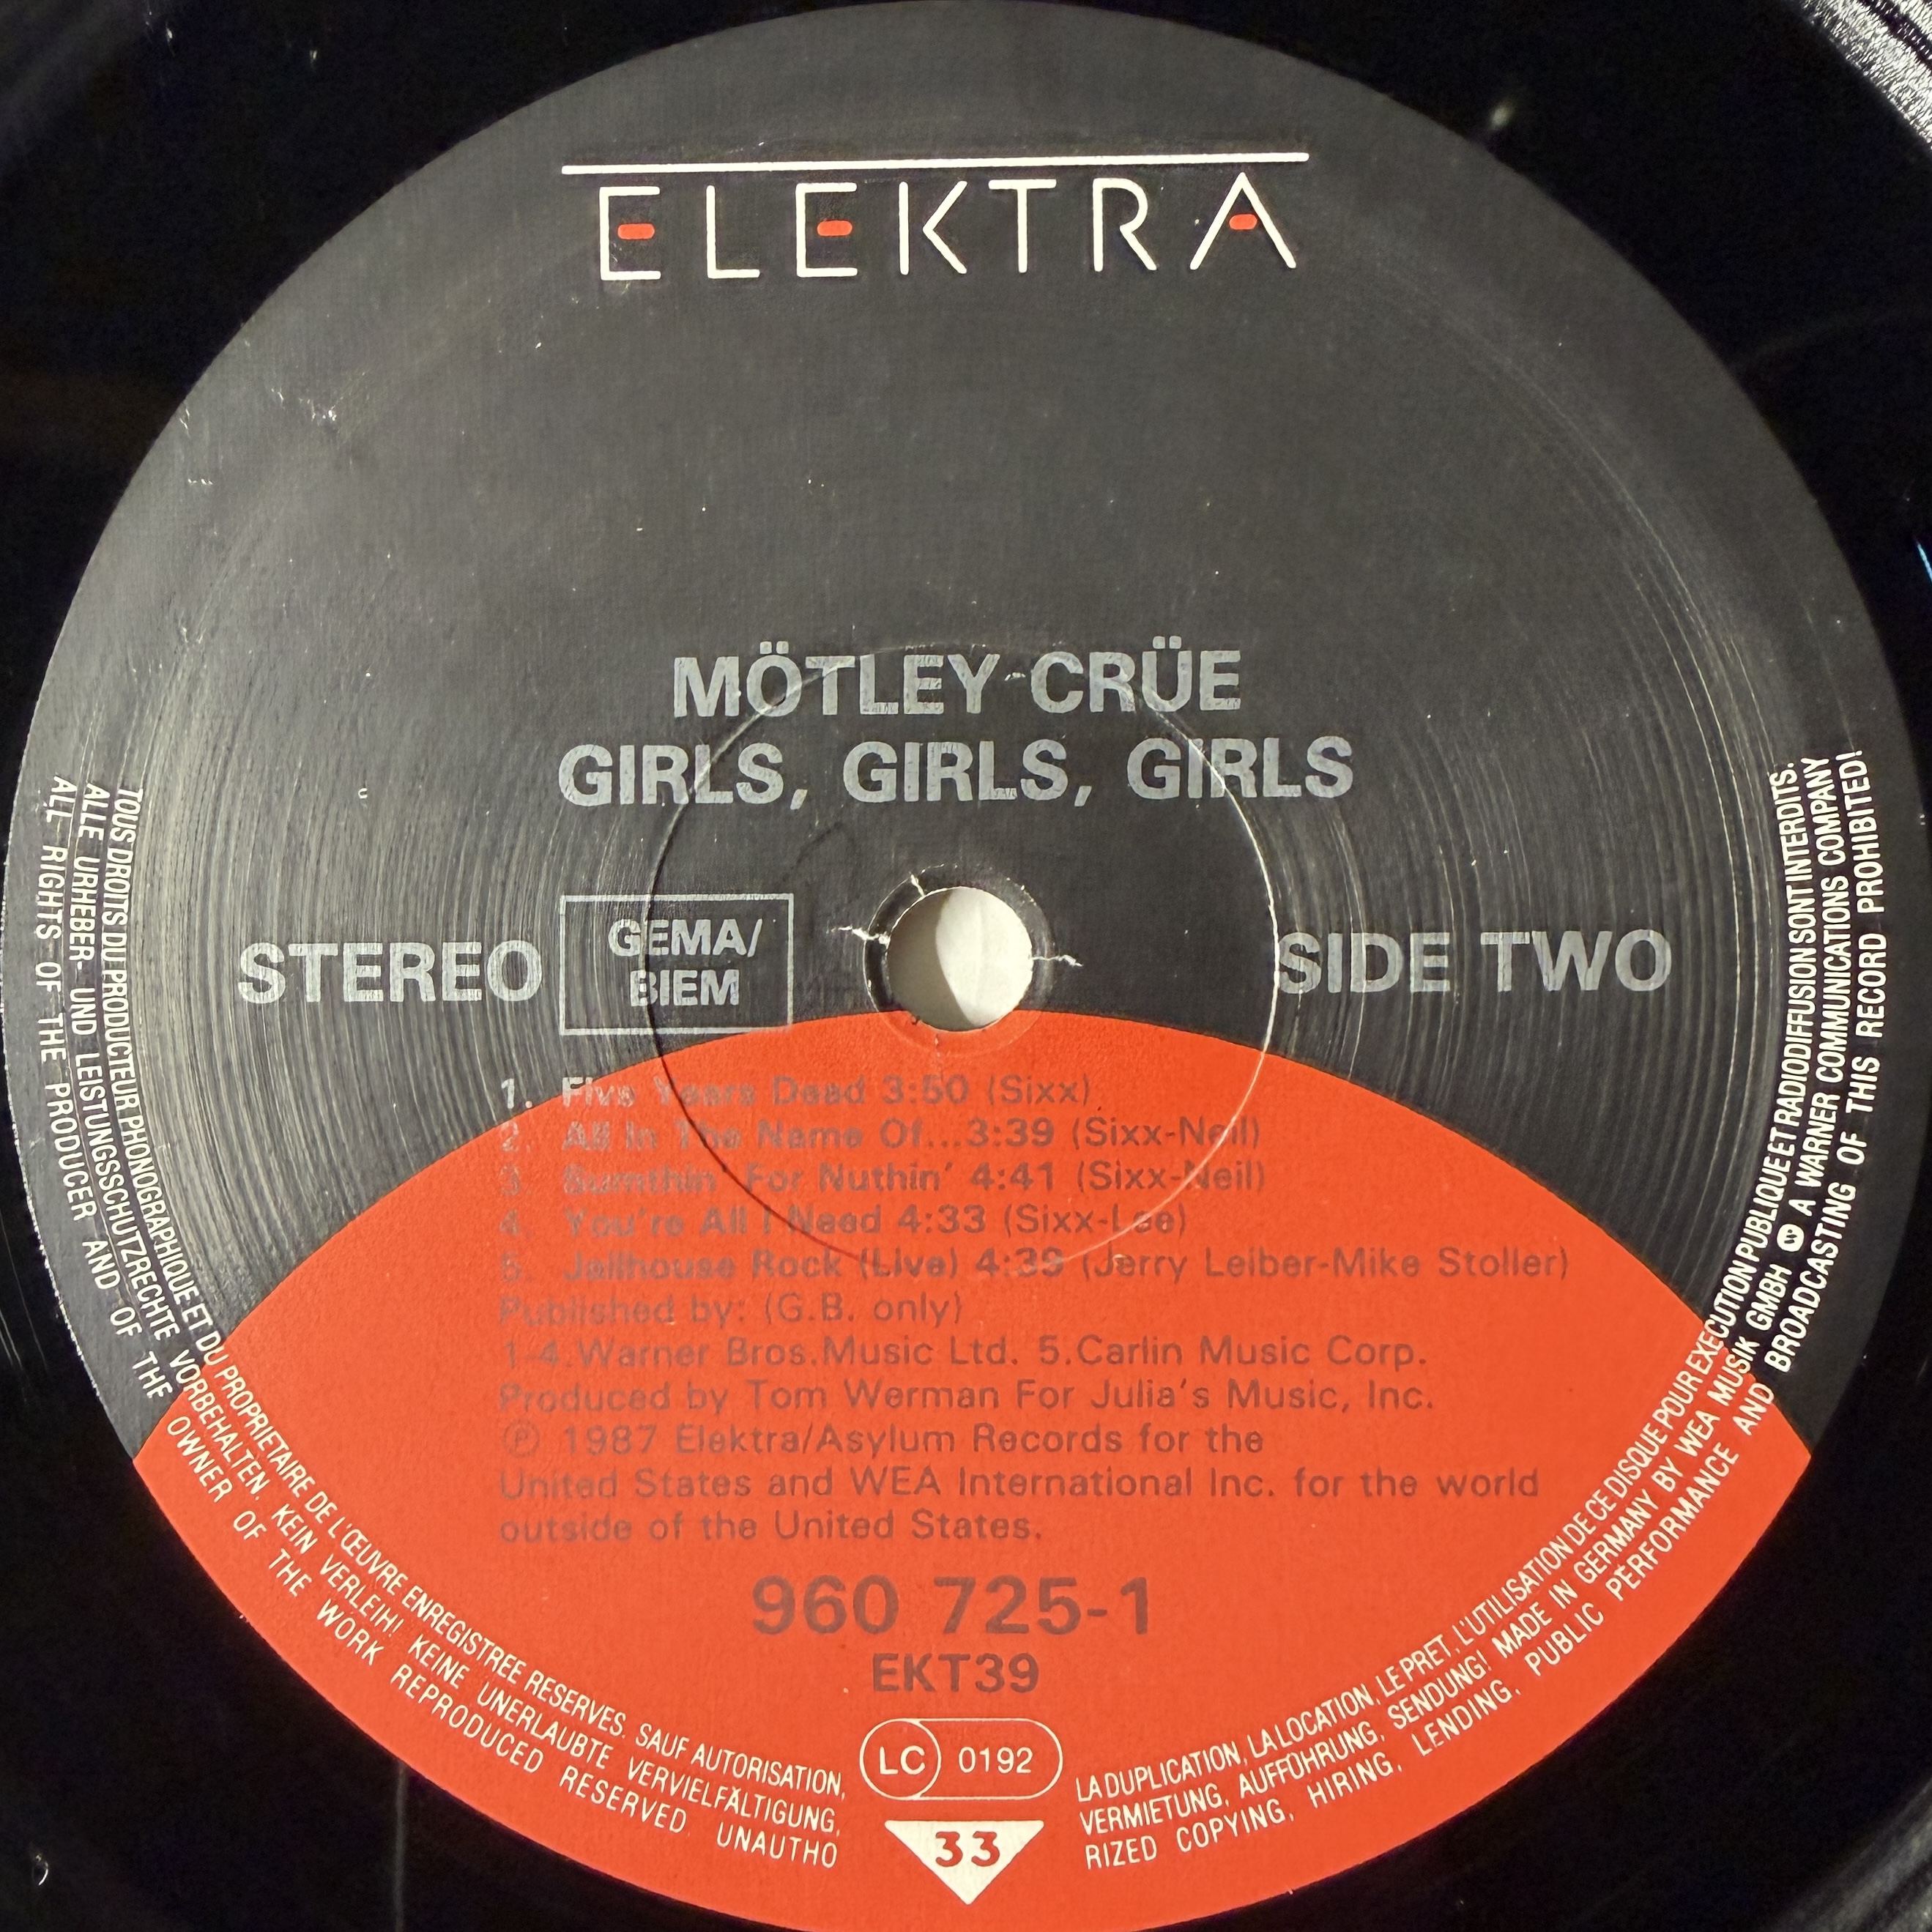 ELEKTRA
MÖTLEY CRÜE
GIRLS, GIRLS, GIRLS
STEREO
GEMA/
BIEM
SIDE TWO
1. Five Years Dead 3:50 (Sixx)
2. All In The Name Of...3:39 (Sixx-Neil)
3. Sumthin' For Nuthin' 4:41 (Sixx-Neil)
4. You're All I Need 4:33 (Sixx-Lee)
5. Jailhouse Rock (Live) 4:39 (Jerry Leiber-Mike Stoller)
Published by: (G.B. only)
1-4.Warner Bros.Music Ltd. 5.Carlin Music Corp.
Produced by Tom Werman For Julia's Music, Inc.
℗ 1987 Elektra/Asylum Records for the
United States and WEA International Inc. for the world
outside of the United States.
960 725-1
EKT39
LC 0192
33
TOUS DROITS DU PRODUCTEUR PHONOGRAPHIQUE ET DU PROPRIETAIRE DE L'ŒUVRE ENREGISTREE RESERVES. SAUF AUTORISATION, LA DUPLICATION, LA LOCATION, LE PRET, L'UTILISATION DE CE DISQUE POUR EXECUTION PUBLIQUE ET RADIODIFFUSION SONT INTERDITS.
ALLE URHEBER- UND LEISTUNGSSCHUTZRECHTE VORBEHALTEN. KEIN VERLEIH! KEINE UNERLAUBTE VERVIELFÄLTIGUNG, VERMIETUNG, AUFFÜHRUNG, SENDUNG! MADE IN GERMANY BY WEA MUSIK GMBH A WARNER COMMUNICATIONS COMPANY
ALL RIGHTS OF THE PRODUCER AND OF THE OWNER OF THE WORK REPRODUCED RESERVED. UNAUTHORIZED COPYING, HIRING, LENDING, PUBLIC PERFORMANCE AND BROADCASTING OF THIS RECORD PROHIBITED!